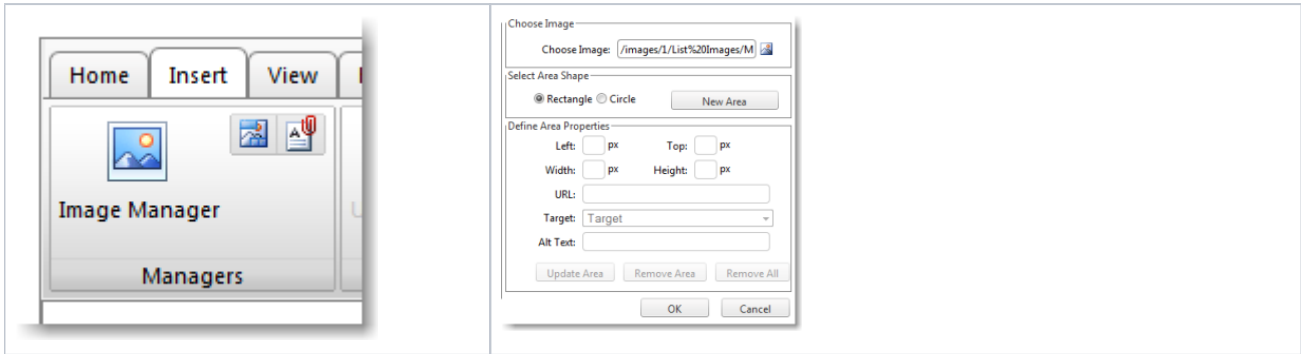 Home Insert View
Image Manager
Managers
Choose Image
Choose Image: /images/1/List%20Images/M
Select Area Shape
Rectangle Circle New Area
Define Area Properties
Left: px Top: px
Width: px Height: px
URL:
Target: Target
Alt Text:
Update Area Remove Area Remove All
OK Cancel